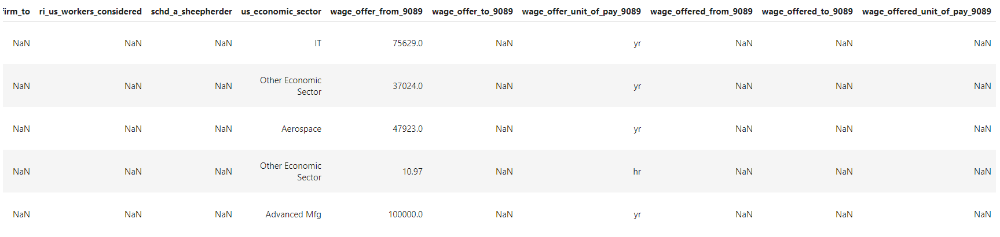 firm_to ri_us_workers_considered schd_a_sheepherder us_economic_sector wage_offer_from_9089 wage_offer_to_9089 wage_offer_unit_of_pay_9089 wage_offered_from_9089 wage_offered_to_9089 wage_offered_unit_of_pay_9089
NaN NaN NaN IT 75629.0 NaN yr NaN NaN NaN
NaN NaN NaN Other Economic Sector 37024.0 NaN yr NaN NaN NaN
NaN NaN NaN Aerospace 47923.0 NaN yr NaN NaN NaN
NaN NaN NaN Other Economic Sector 10.97 NaN hr NaN NaN NaN
NaN NaN NaN Advanced Mfg 100000.0 NaN yr NaN NaN NaN